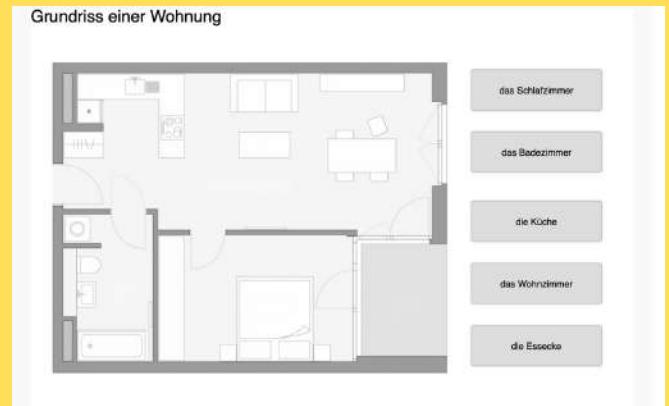 Grundriss einer Wohnung
das Schlafzimmer
das Badezimmer
die Küche
das Wohnzimmer
die Essecke